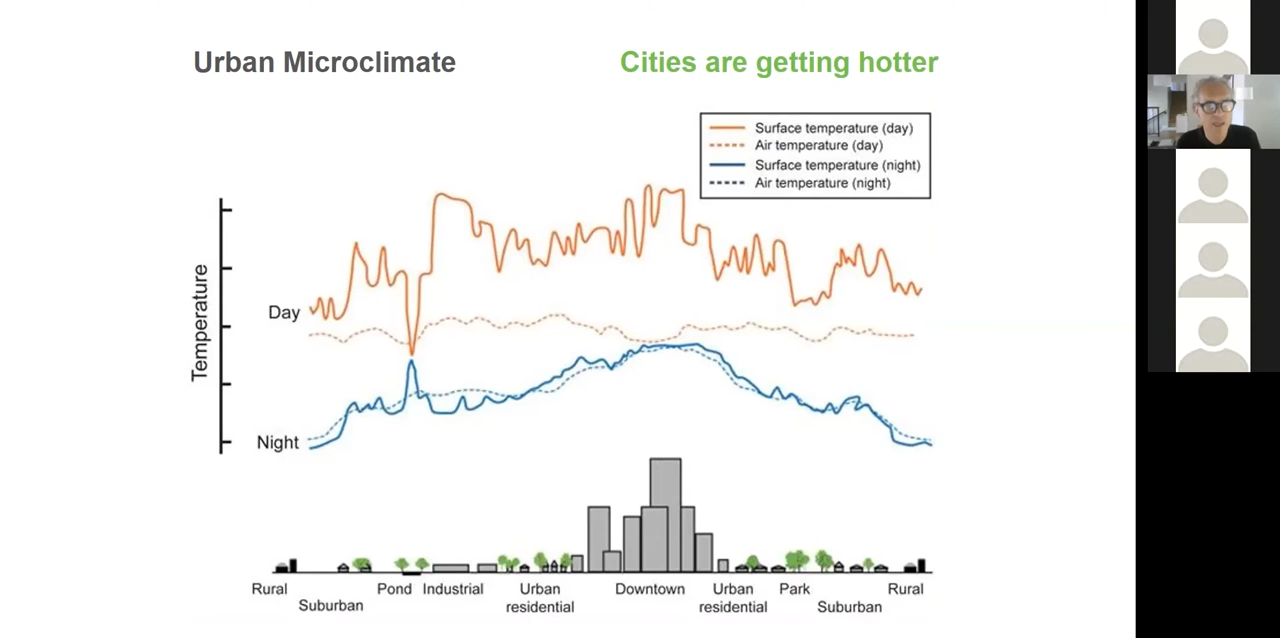 Urban Microclimate
Cities are getting hotter
Surface temperature (day)
Air temperature (day)
Surface temperature (night)
Air temperature (night)
Temperature
Day
Night
Rural
Suburban
Pond
Industrial
Urban
residential
Downtown
Urban
residential
Park
Suburban
Rural